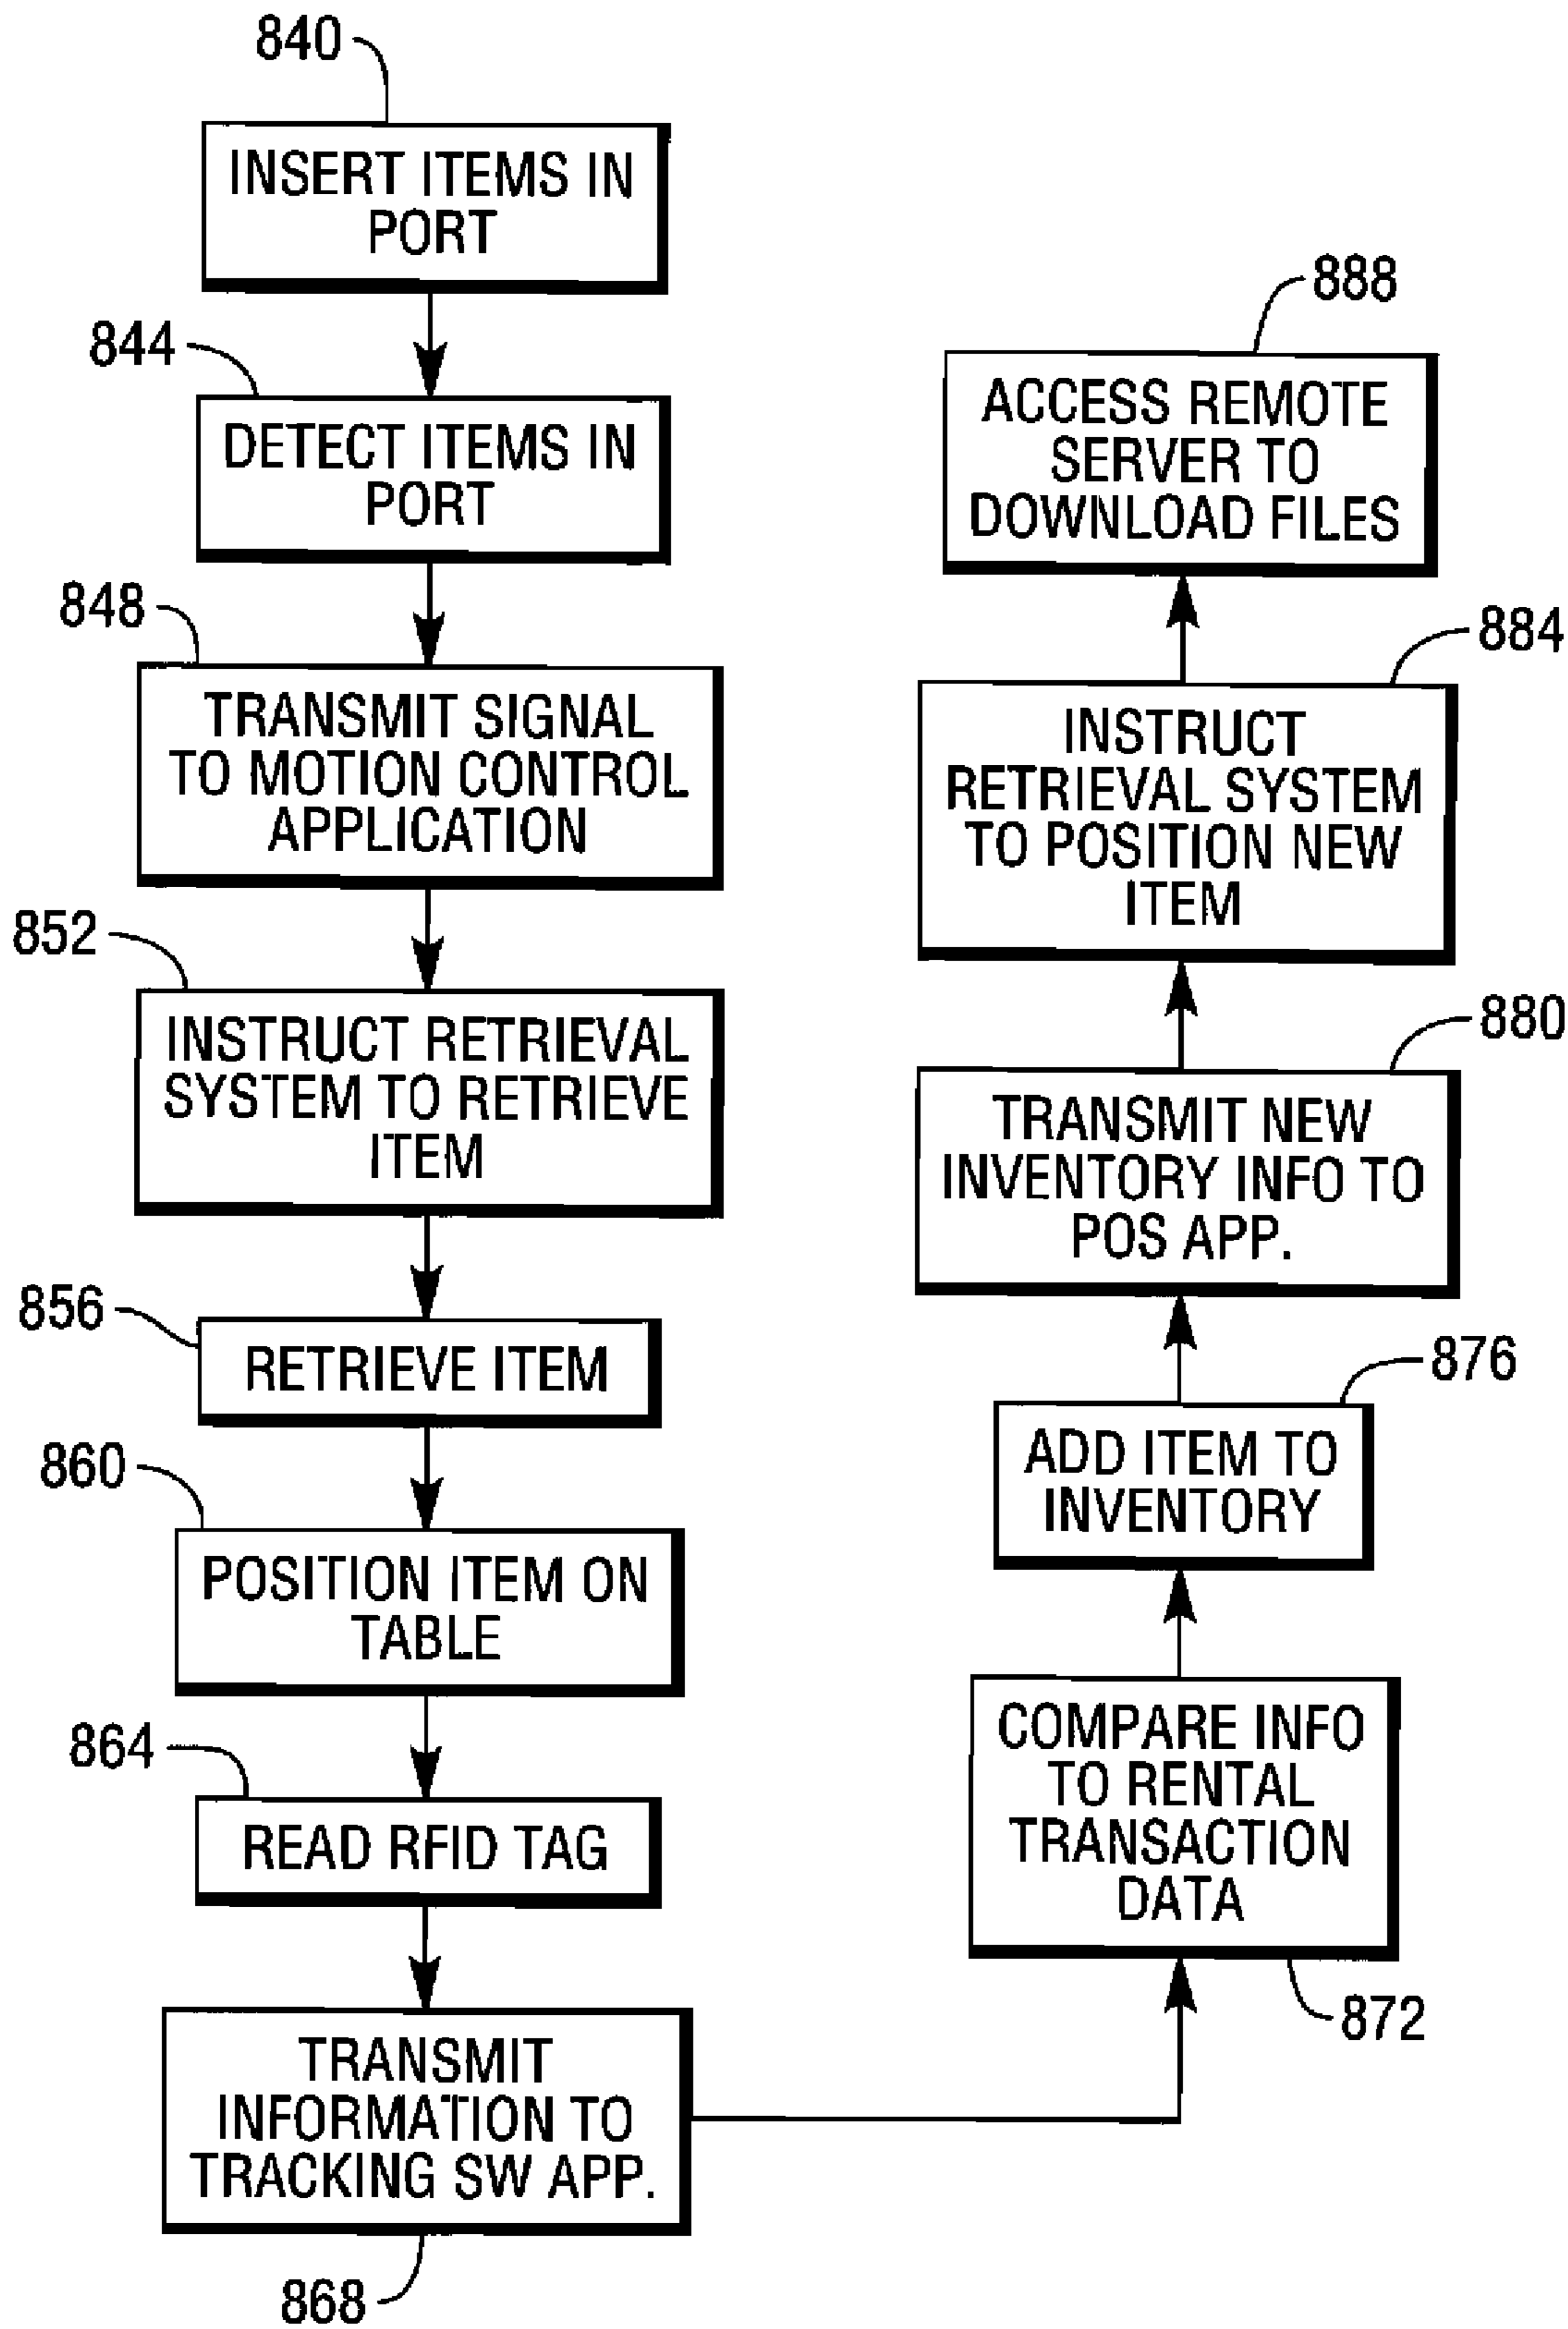 840
INSERT ITEMS IN
PORT
844
DETECT ITEMS IN
PORT
848
TRANSMIT SIGNAL
TO MOTION CONTROL
APPLICATION
852
INSTRUCT RETRIEVAL
SYSTEM TO RETRIEVE
ITEM
856
RETRIEVE ITEM
860
POSITION ITEM ON
TABLE
864
READ RFID TAG
TRANSMIT
INFORMATION TO
TRACKING SW APP.
868
COMPARE INFO
TO RENTAL
TRANSACTION
DATA
872
876
ADD ITEM TO
INVENTORY
880
TRANSMIT NEW
INVENTORY INFO TO
POS APP.
884
INSTRUCT
RETRIEVAL SYSTEM
TO POSITION NEW
ITEM
888
ACCESS REMOTE
SERVER TO
DOWNLOAD FILES